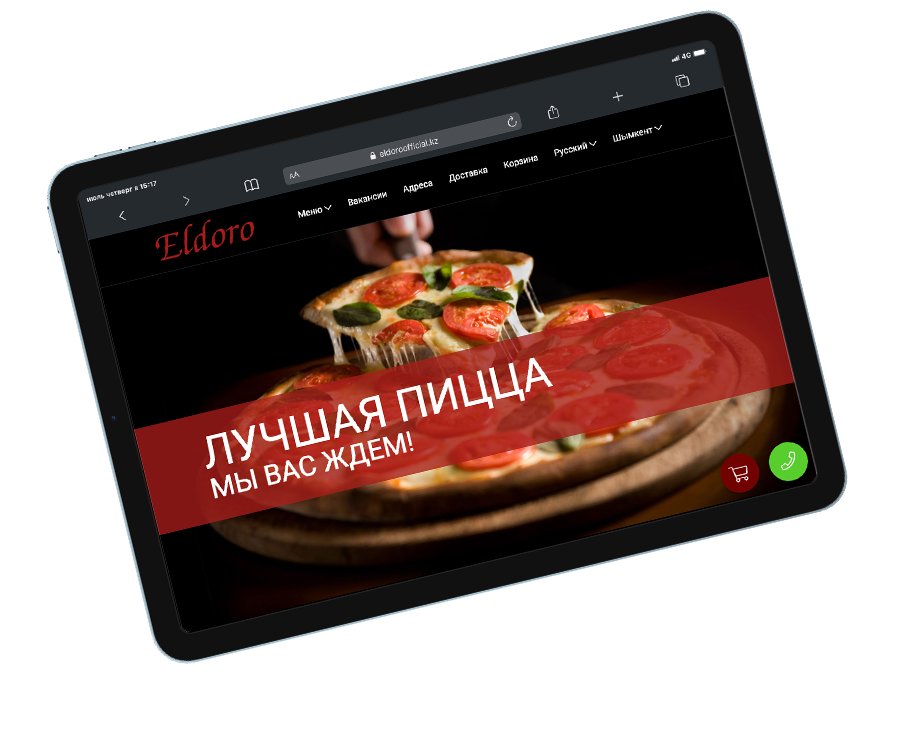 июль четверг в 15:17
4G
AA
eldoroofficial.kz
Eldoro
Меню Вакансии Адреса Доставка Корзина Русский Шымкент
ЛУЧШАЯ ПИЦЦА
МЫ ВАС ЖДЕМ!